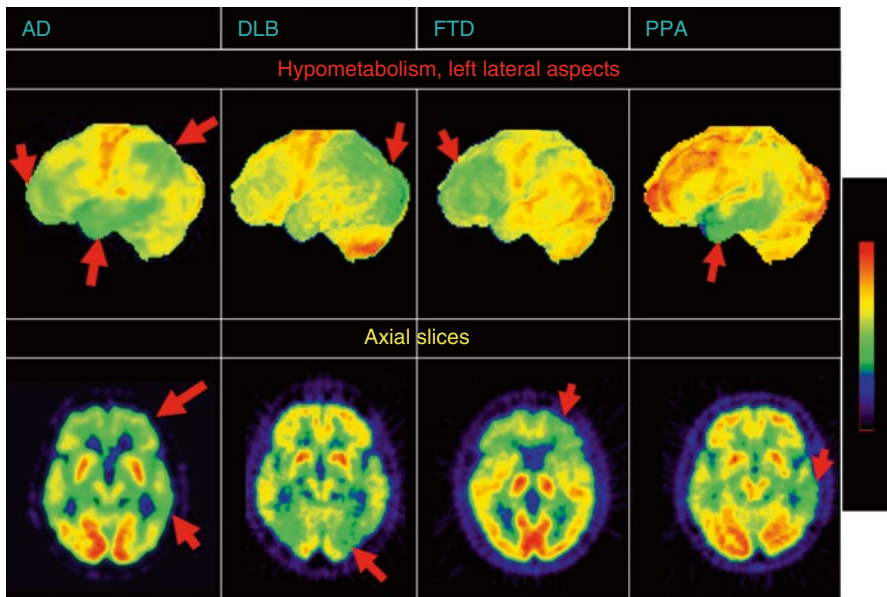 AD DLB FTD PPA
Hypometabolism, left lateral aspects
Axial slices